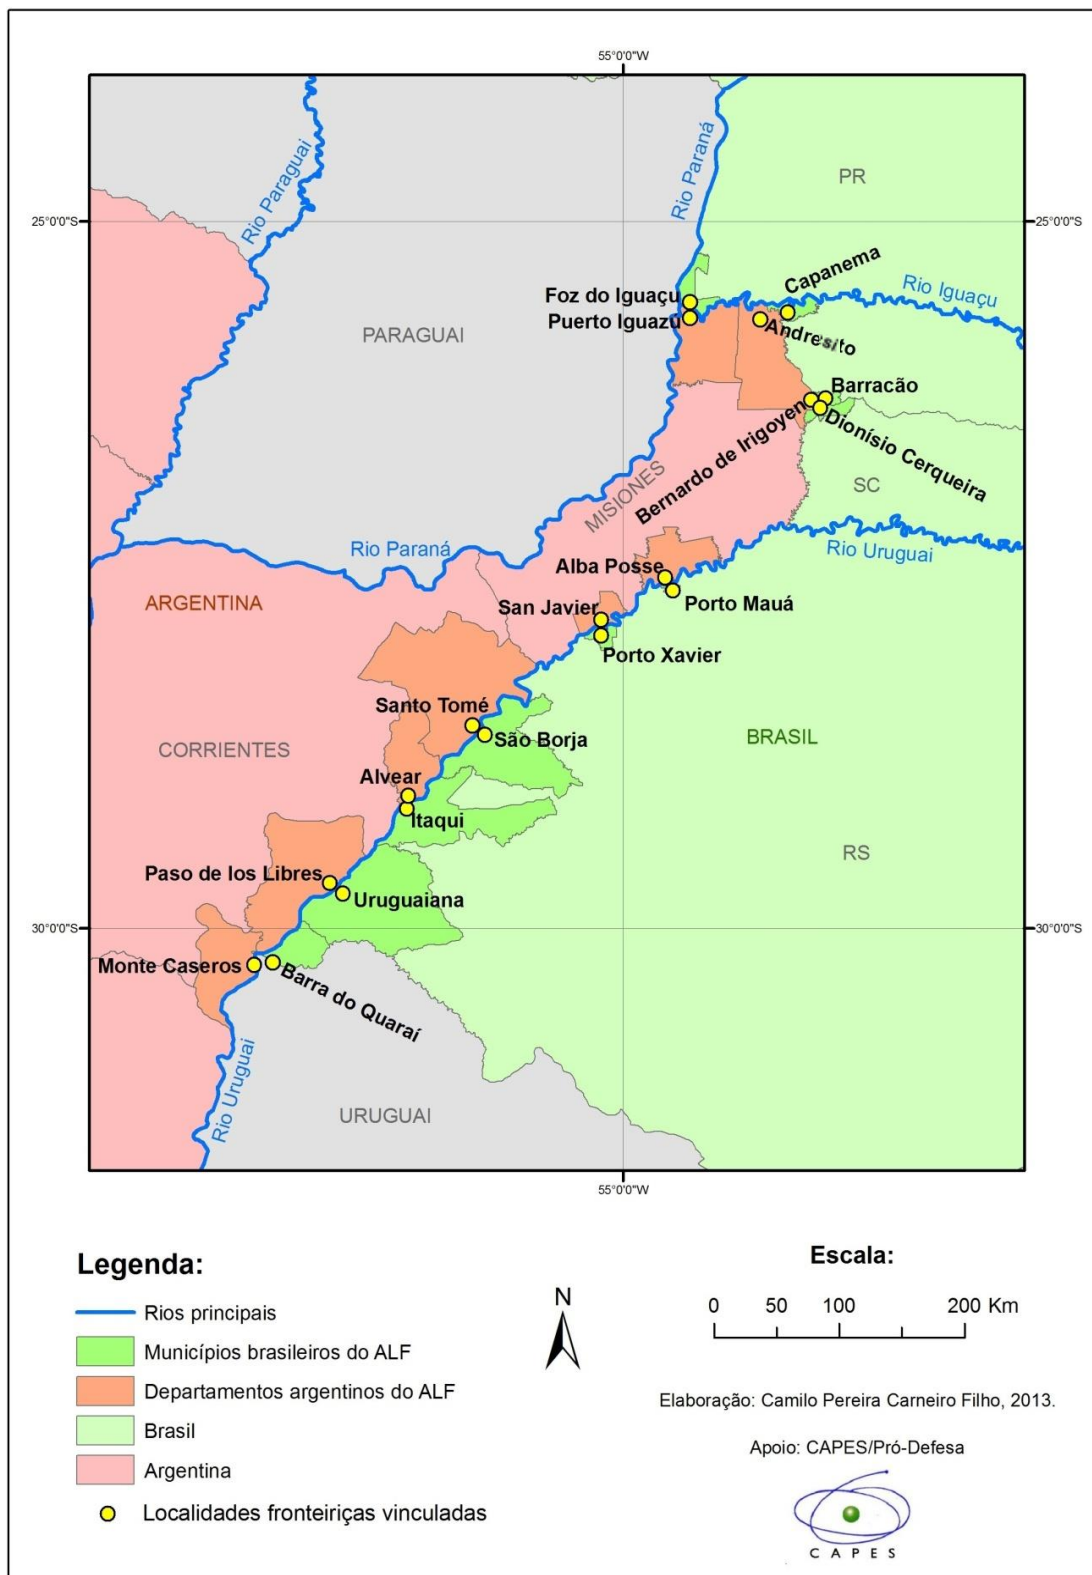 55°0'0"W
Rio Paraguai
Rio Paraná
PR
25°0'0"S
25°0'0"S
Capanema
Rio Iguaçu
Foz do Iguaçu
Puerto Iguazú
PARAGUAI
Andresito
Barracão
Bernardo de Irigoyen
Dionísio Cerqueira
MISIONES
SC
Rio Paraná
Rio Uruguai
Alba Posse
ARGENTINA
Porto Mauá
San Javier
Porto Xavier
Santo Tomé
São Borja
BRASIL
CORRIENTES
Alvear
Itaqui
RS
Paso de los Libres
Uruguaiana
30°0'0"S
30°0'0"S
Monte Caseros
Barra do Quaraí
Rio Uruguai
URUGUAI
55°0'0"W
Legenda:
Rios principais
Municípios brasileiros do ALF
Departamentos argentinos do ALF
Brasil
Argentina
Localidades fronteiriças vinculadas
N
Escala:
0 50 100 200 Km
Elaboração: Camilo Pereira Carneiro Filho, 2013.
Apoio: CAPES/Pró-Defesa
CAPES